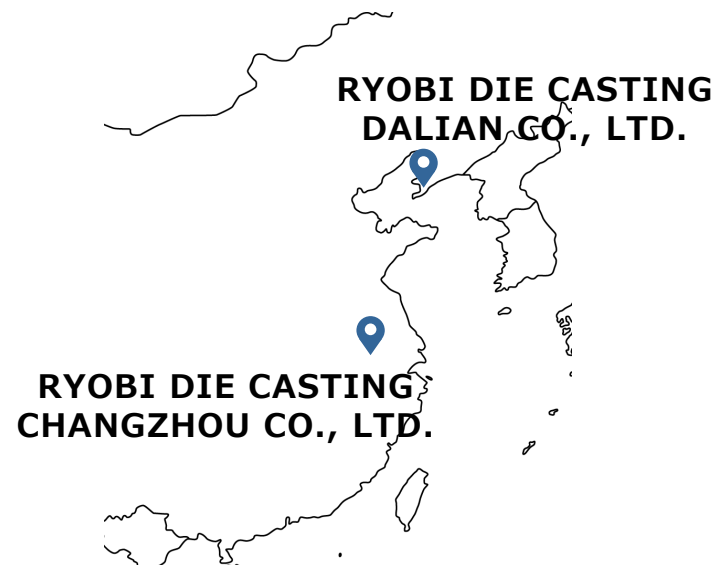 RYOBI DIE CASTING
DALIAN CO., LTD.
RYOBI DIE CASTING
CHANGZHOU CO., LTD.